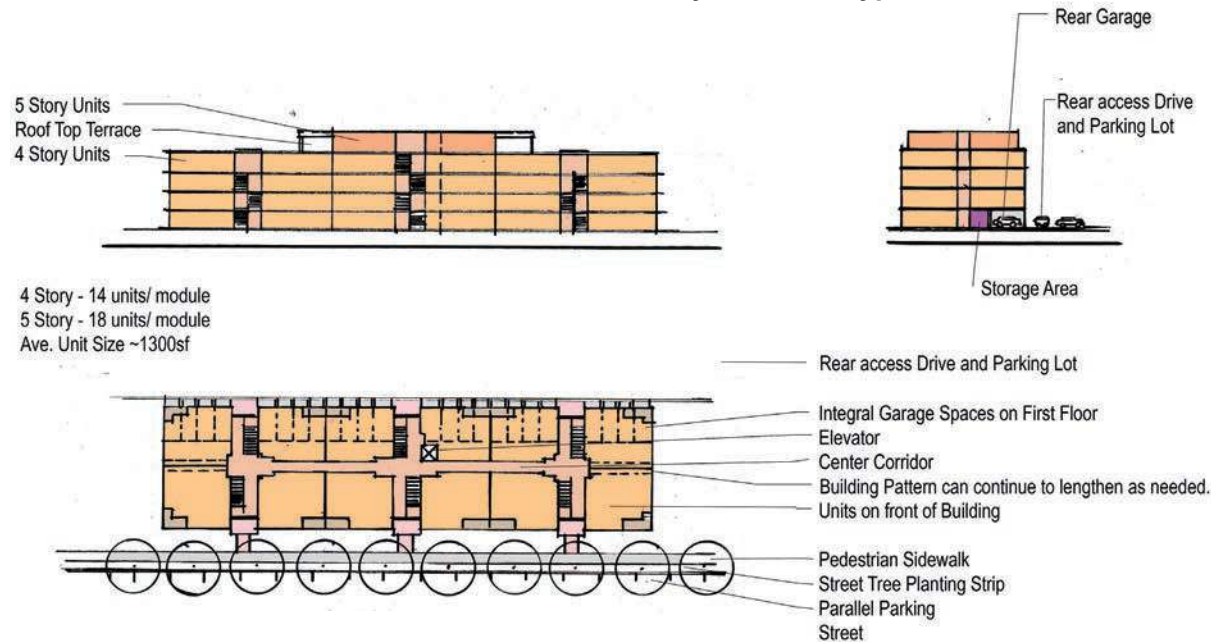 Rear Garage
5 Story Units
Roof Top Terrace
4 Story Units
Rear access Drive
and Parking Lot
Storage Area
4 Story - 14 units/ module
5 Story - 18 units/ module
Ave. Unit Size ~1300sf
Rear access Drive and Parking Lot
Integral Garage Spaces on First Floor
Elevator
Center Corridor
Building Pattern can continue to lengthen as needed.
Units on front of Building
Pedestrian Sidewalk
Street Tree Planting Strip
Parallel Parking
Street